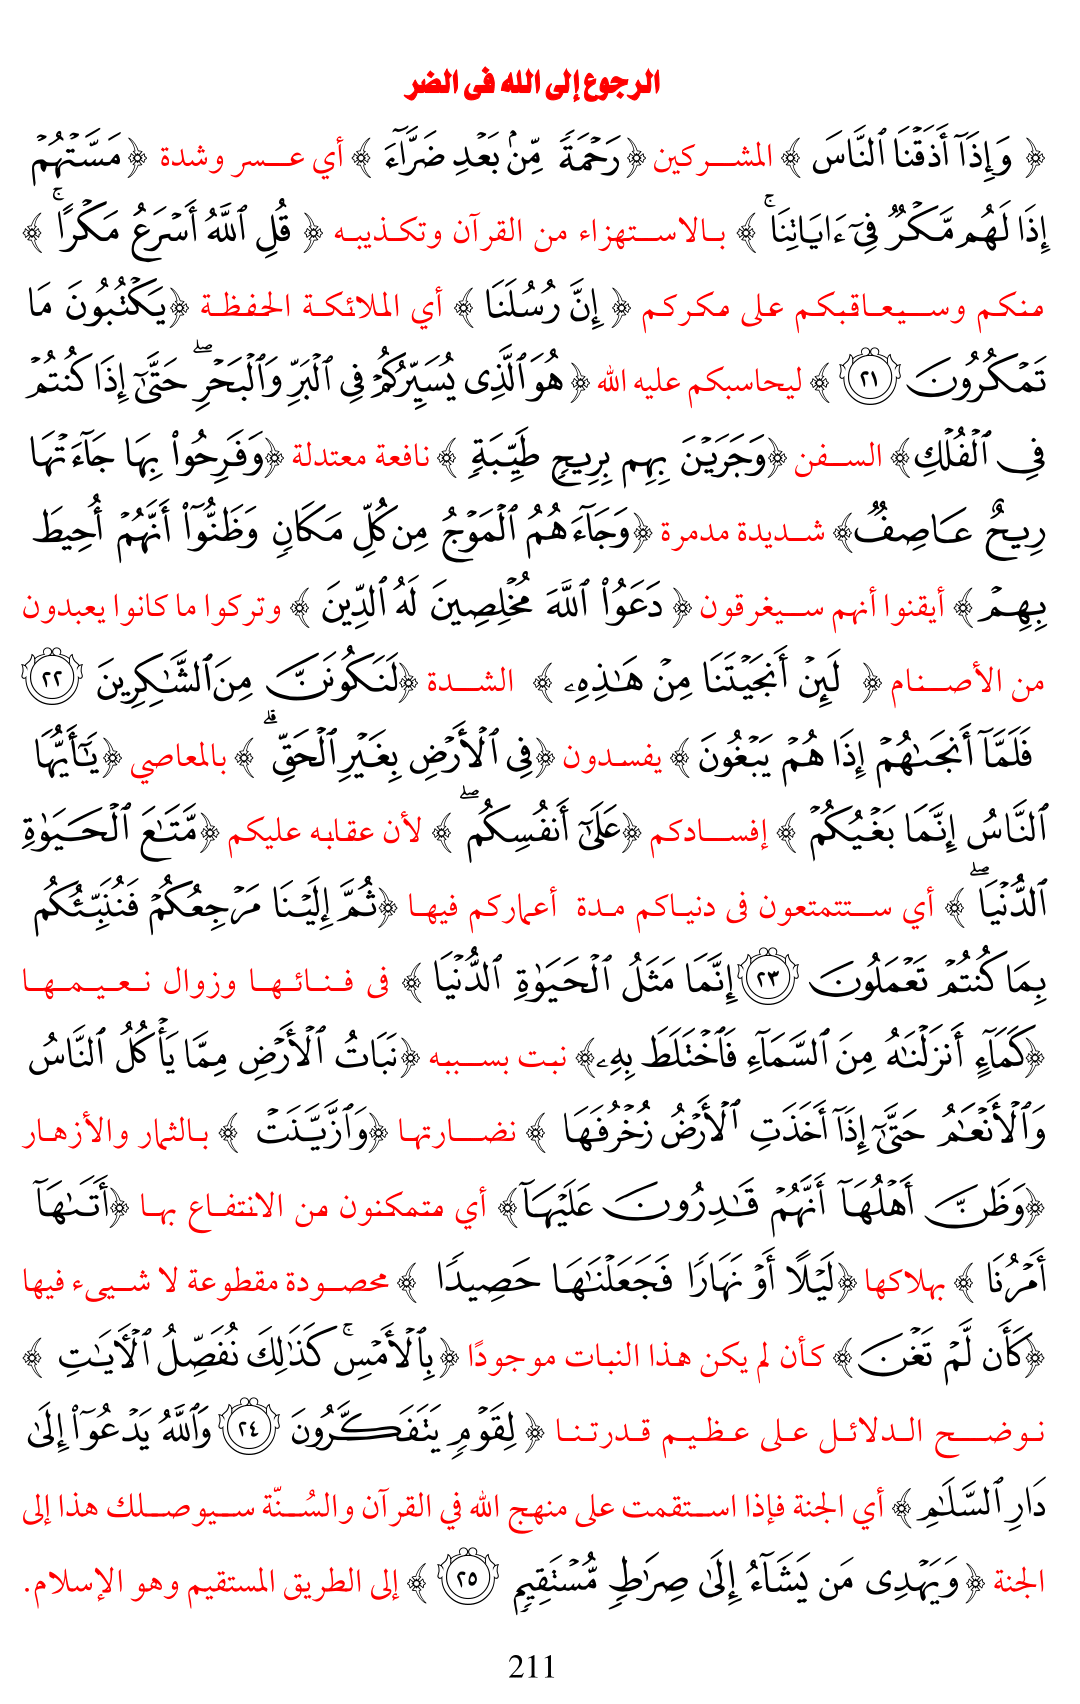 الرجوع إلى الله فى الضر
﴿ وَإِذَآ أَذَقۡنَا ٱلنَّاسَ ﴾ المشركين ﴿رَحۡمَةٗ مِّنۢ بَعۡدِ ضَرَّآءَ ﴾ أي عسر وشدة ﴿مَسَّتۡهُمۡ
إِذَا لَهُم مَّكۡرٞ فِيٓ ءَايَاتِنَاۚ ﴾ بالاستهزاء من القرآن وتكذيبه ﴿ قُلِ ٱللَّهُ أَسۡرَعُ مَكۡرًاۚ ﴾
منكم وسيعاقبكم على مكركم ﴿ إِنَّ رُسُلَنَا ﴾ أي الملائكة الحفظة ﴿يَكۡتُبُونَ مَا
تَمۡكُرُونَ ٢١ ﴾ ليحاسبكم عليه الله ﴿ هُوَ ٱلَّذِى يُسَيِّرُكُمۡ فِى ٱلۡبَرِّ وَٱلۡبَحۡرِۖ حَتَّىٰٓ إِذَا كُنتُمۡ
فِى ٱلۡفُلۡكِ﴾ السفن ﴿وَجَرَيۡنَ بِهِم بِرِيحٖ طَيِّبَةٖ ﴾ نافعة معتدلة ﴿وَفَرِحُواْ بِهَا جَآءَتۡهَا
رِيحٌ عَاصِفٞ﴾ شديدة مدمرة ﴿وَجَآءَهُمُ ٱلۡمَوۡجُ مِن كُلِّ مَكَانٖ وَظَنُّوٓاْ أَنَّهُمۡ أُحِيطَ
بِهِمۡ ﴾ أيقنوا أنهم سيغرقون ﴿ دَعَوُاْ ٱللَّهَ مُخۡلِصِينَ لَهُ ٱلدِّينَ ﴾ وتركوا ما كانوا يعبدون
من الأصنام ﴿ لَئِنۡ أَنجَيۡتَنَا مِنۡ هَٰذِهِۦ ﴾ الشدة ﴿لَنَكُونَنَّ مِنَ ٱلشَّٰكِرِينَ ٢٢
فَلَمَّآ أَنجَىٰهُمۡ إِذَا هُمۡ يَبۡغُونَ ﴾ يفسدون ﴿فِى ٱلۡأَرۡضِ بِغَيۡرِ ٱلۡحَقِّۗ ﴾ بالمعاصي ﴿يَٰٓأَيُّهَا
ٱلنَّاسُ إِنَّمَا بَغۡيُكُمۡ ﴾ إفسادكم ﴿عَلَىٰٓ أَنفُسِكُمۖ ﴾ لأن عقابه عليكم ﴿مَّتَٰعَ ٱلۡحَيَوٰةِ
ٱلدُّنۡيَاۖ ﴾ أي ستتمتعون فى دنياكم مدة أعماركم فيها ﴿ثُمَّ إِلَيۡنَا مَرۡجِعُكُمۡ فَنُنَبِّئُكُم
بِمَا كُنتُمۡ تَعۡمَلُونَ ٢٣ إِنَّمَا مَثَلُ ٱلۡحَيَوٰةِ ٱلدُّنۡيَا ﴾ فى فنائها وزوال نعيمها
﴿كَمَآءٍ أَنزَلۡنَٰهُ مِنَ ٱلسَّمَآءِ فَٱخۡتَلَطَ بِهِۦ﴾ نبت بسببه ﴿نَبَاتُ ٱلۡأَرۡضِ مِمَّا يَأۡكُلُ ٱلنَّاسُ
وَٱلۡأَنۡعَٰمُ حَتَّىٰٓ إِذَآ أَخَذَتِ ٱلۡأَرۡضُ زُخۡرُفَهَا ﴾ نضارتها ﴿وَٱزَّيَّنَتۡ ﴾ بالثمار والأزهار
﴿وَظَنَّ أَهۡلُهَآ أَنَّهُمۡ قَٰدِرُونَ عَلَيۡهَآ﴾ أي متمكنون من الانتفاع بها ﴿أَتَىٰهَآ
أَمۡرُنَا ﴾ بهلاكها ﴿لَيۡلًا أَوۡ نَهَارًا فَجَعَلۡنَٰهَا حَصِيدًا ﴾ محصودة مقطوعة لا شيىء فيها
﴿كَأَن لَّمۡ تَغۡنَ﴾ كأن لم يكن هذا النبات موجودًا ﴿بِٱلۡأَمۡسِۚ كَذَٰلِكَ نُفَصِّلُ ٱلۡأٓيَٰتِ ﴾
نوضح الدلائل على عظيم قدرتنا ﴿ لِقَوۡمٖ يَتَفَكَّرُونَ ٢٤ وَٱللَّهُ يَدۡعُوٓاْ إِلَىٰ
دَارِ ٱلسَّلَٰمِ ﴾ أي الجنة فإذا استقمت على منهج الله في القرآن والسُنّة سيوصلك هذا إلى
الجنة ﴿ وَيَهۡدِى مَن يَشَآءُ إِلَىٰ صِرَٰطٖ مُّسۡتَقِيمٖ ٢٥ ﴾ إلى الطريق المستقيم وهو الإسلام.
211